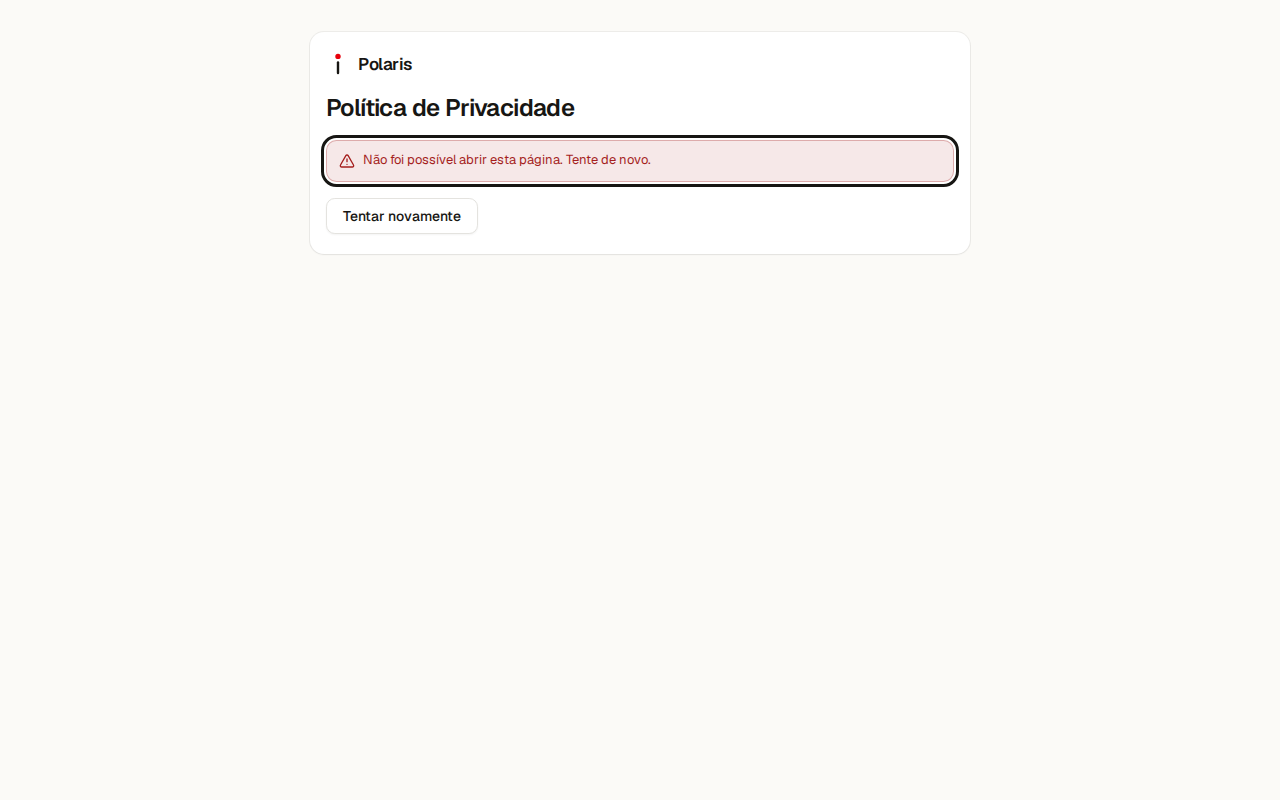 Polaris
Política de Privacidade
Não foi possível abrir esta página. Tente de novo.
Tentar novamente